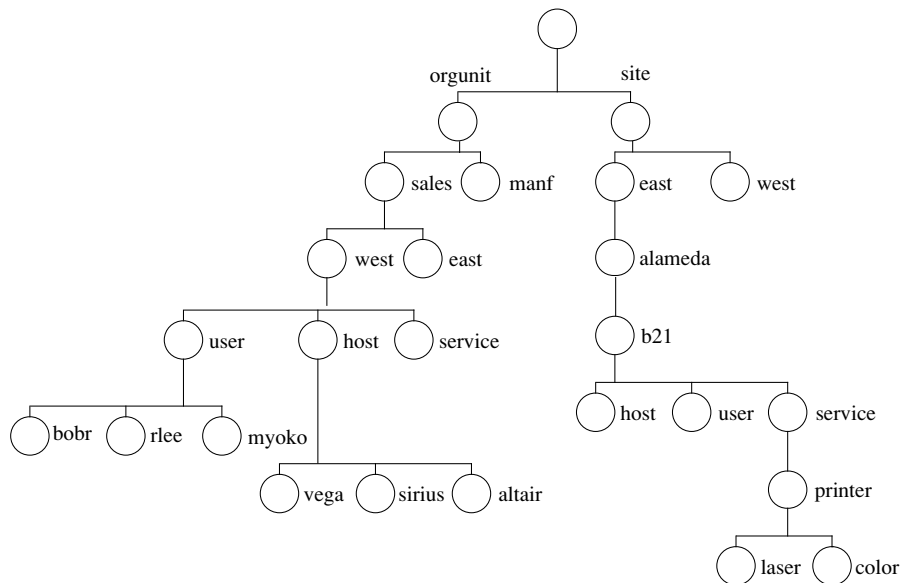 orgunit site
sales manf east west
west east alameda
user host service b21
bobr rlee myoko host user service
vega sirius altair printer
laser color